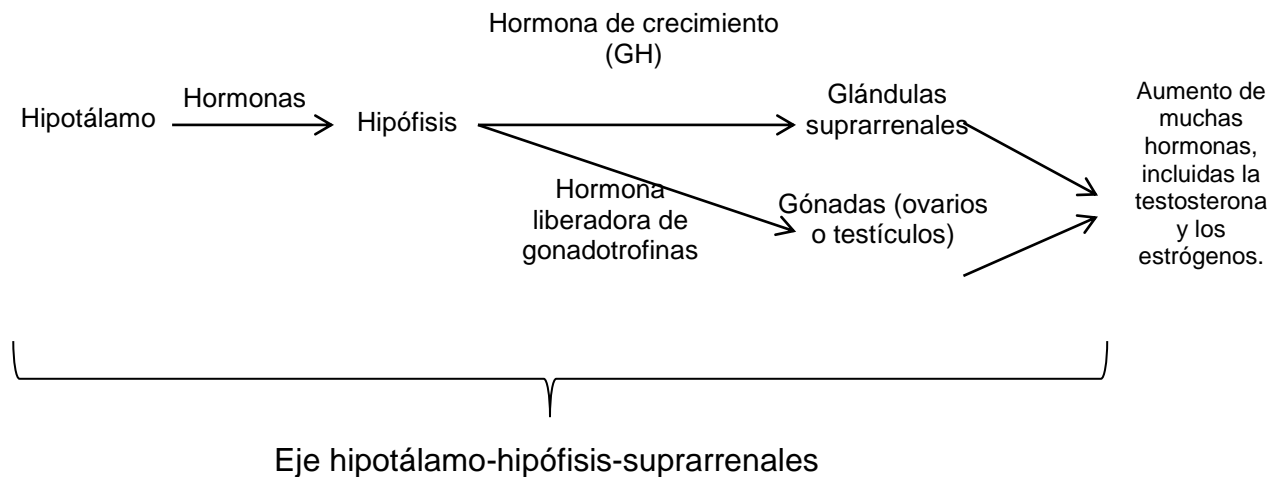 Hormona de crecimiento
(GH)
Hipotálamo
Hormonas
Hipófisis
Glándulas
suprarrenales
Hormona
liberadora de
gonadotrofinas
Gónadas (ovarios
o testículos)
Aumento de
muchas
hormonas,
incluidas la
testosterona
y los
estrógenos.
Eje hipotálamo-hipófisis-suprarrenales